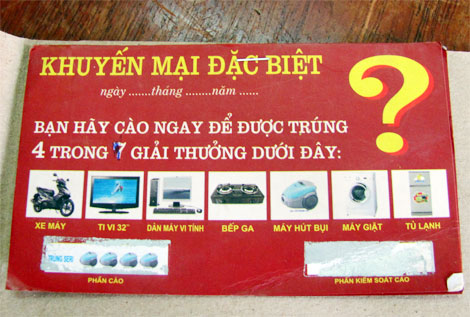 KHUYẾN MẠI ĐẶC BIỆT
ngày .......tháng ........năm ......
BẠN HÃY CÀO NGAY ĐỂ ĐƯỢC TRÚNG
4 TRONG 7 GIẢI THƯỞNG DƯỚI ĐÂY:
?
XE MÁY TI VI 32" DÀN MÁY VI TÍNH BẾP GA MÁY HÚT BỤI MÁY GIẶT TỦ LẠNH
TRÚNG SERI
PHẦN CÀO PHẦN KIỂM SOÁT CÀO